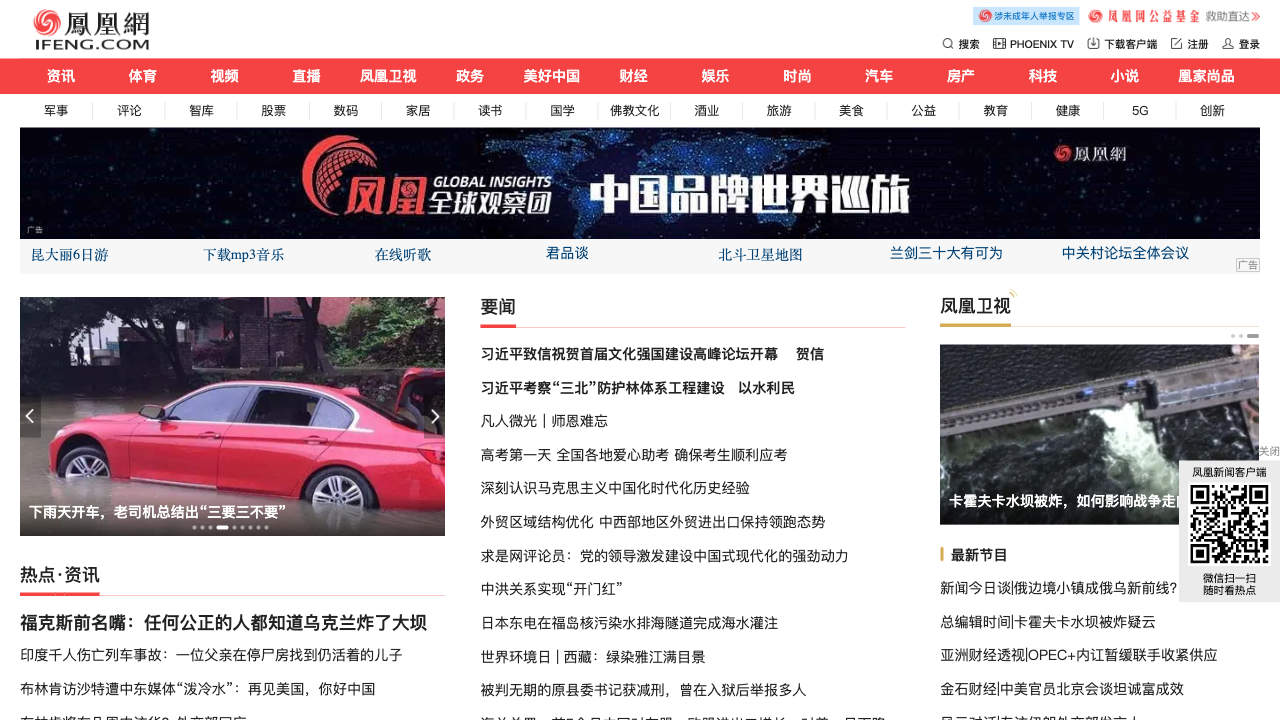 鳳凰網
IFENG.COM
涉未成年人举报专区
凤凰网公益基金 救助直达
搜索 PHOENIX TV 下载客户端 注册 登录
资讯 体育 视频 直播 凤凰卫视 政务 美好中国 财经 娱乐 时尚 汽车 房产 科技 小说 凰家尚品
军事 评论 智库 股票 数码 家居 读书 国学 佛教文化 酒业 旅游 美食 公益 教育 健康 5G 创新
凤凰 GLOBAL INSIGHTS 全球观察团
中国品牌世界巡旅
鳳凰網
广告
昆大丽6日游 下载mp3音乐 在线听歌 君品谈 北斗卫星地图 兰剑三十大有可为 中关村论坛全体会议
广告
下雨天开车，老司机总结出“三要三不要”
热点·资讯
福克斯前名嘴：任何公正的人都知道乌克兰炸了大坝
印度千人伤亡列车事故：一位父亲在停尸房找到仍活着的儿子
布林肯访沙特遭中东媒体“泼冷水”：再见美国，你好中国
要闻
习近平致信祝贺首届文化强国建设高峰论坛开幕 贺信
习近平考察“三北”防护林体系工程建设 以水利民
凡人微光 | 师恩难忘
高考第一天 全国各地爱心助考 确保考生顺利应考
深刻认识马克思主义中国化时代化历史经验
外贸区域结构优化 中西部地区外贸进出口保持领跑态势
求是网评论员：党的领导激发建设中国式现代化的强劲动力
中洪关系实现“开门红”
日本东电在福岛核污染水排海隧道完成海水灌注
世界环境日 | 西藏：绿染雅江满目景
被判无期的原县委书记获减刑，曾在入狱后举报多人
凤凰卫视
卡霍夫卡水坝被炸，如何影响战争走
最新节目
新闻今日谈|俄边境小镇成俄乌新前线?
总编辑时间|卡霍夫卡水坝被炸疑云
亚洲财经透视|OPEC+内讧暂缓联手收紧供应
金石财经|中美官员北京会谈坦诚富成效
关闭
凤凰新闻客户端
微信扫一扫
随时看热点